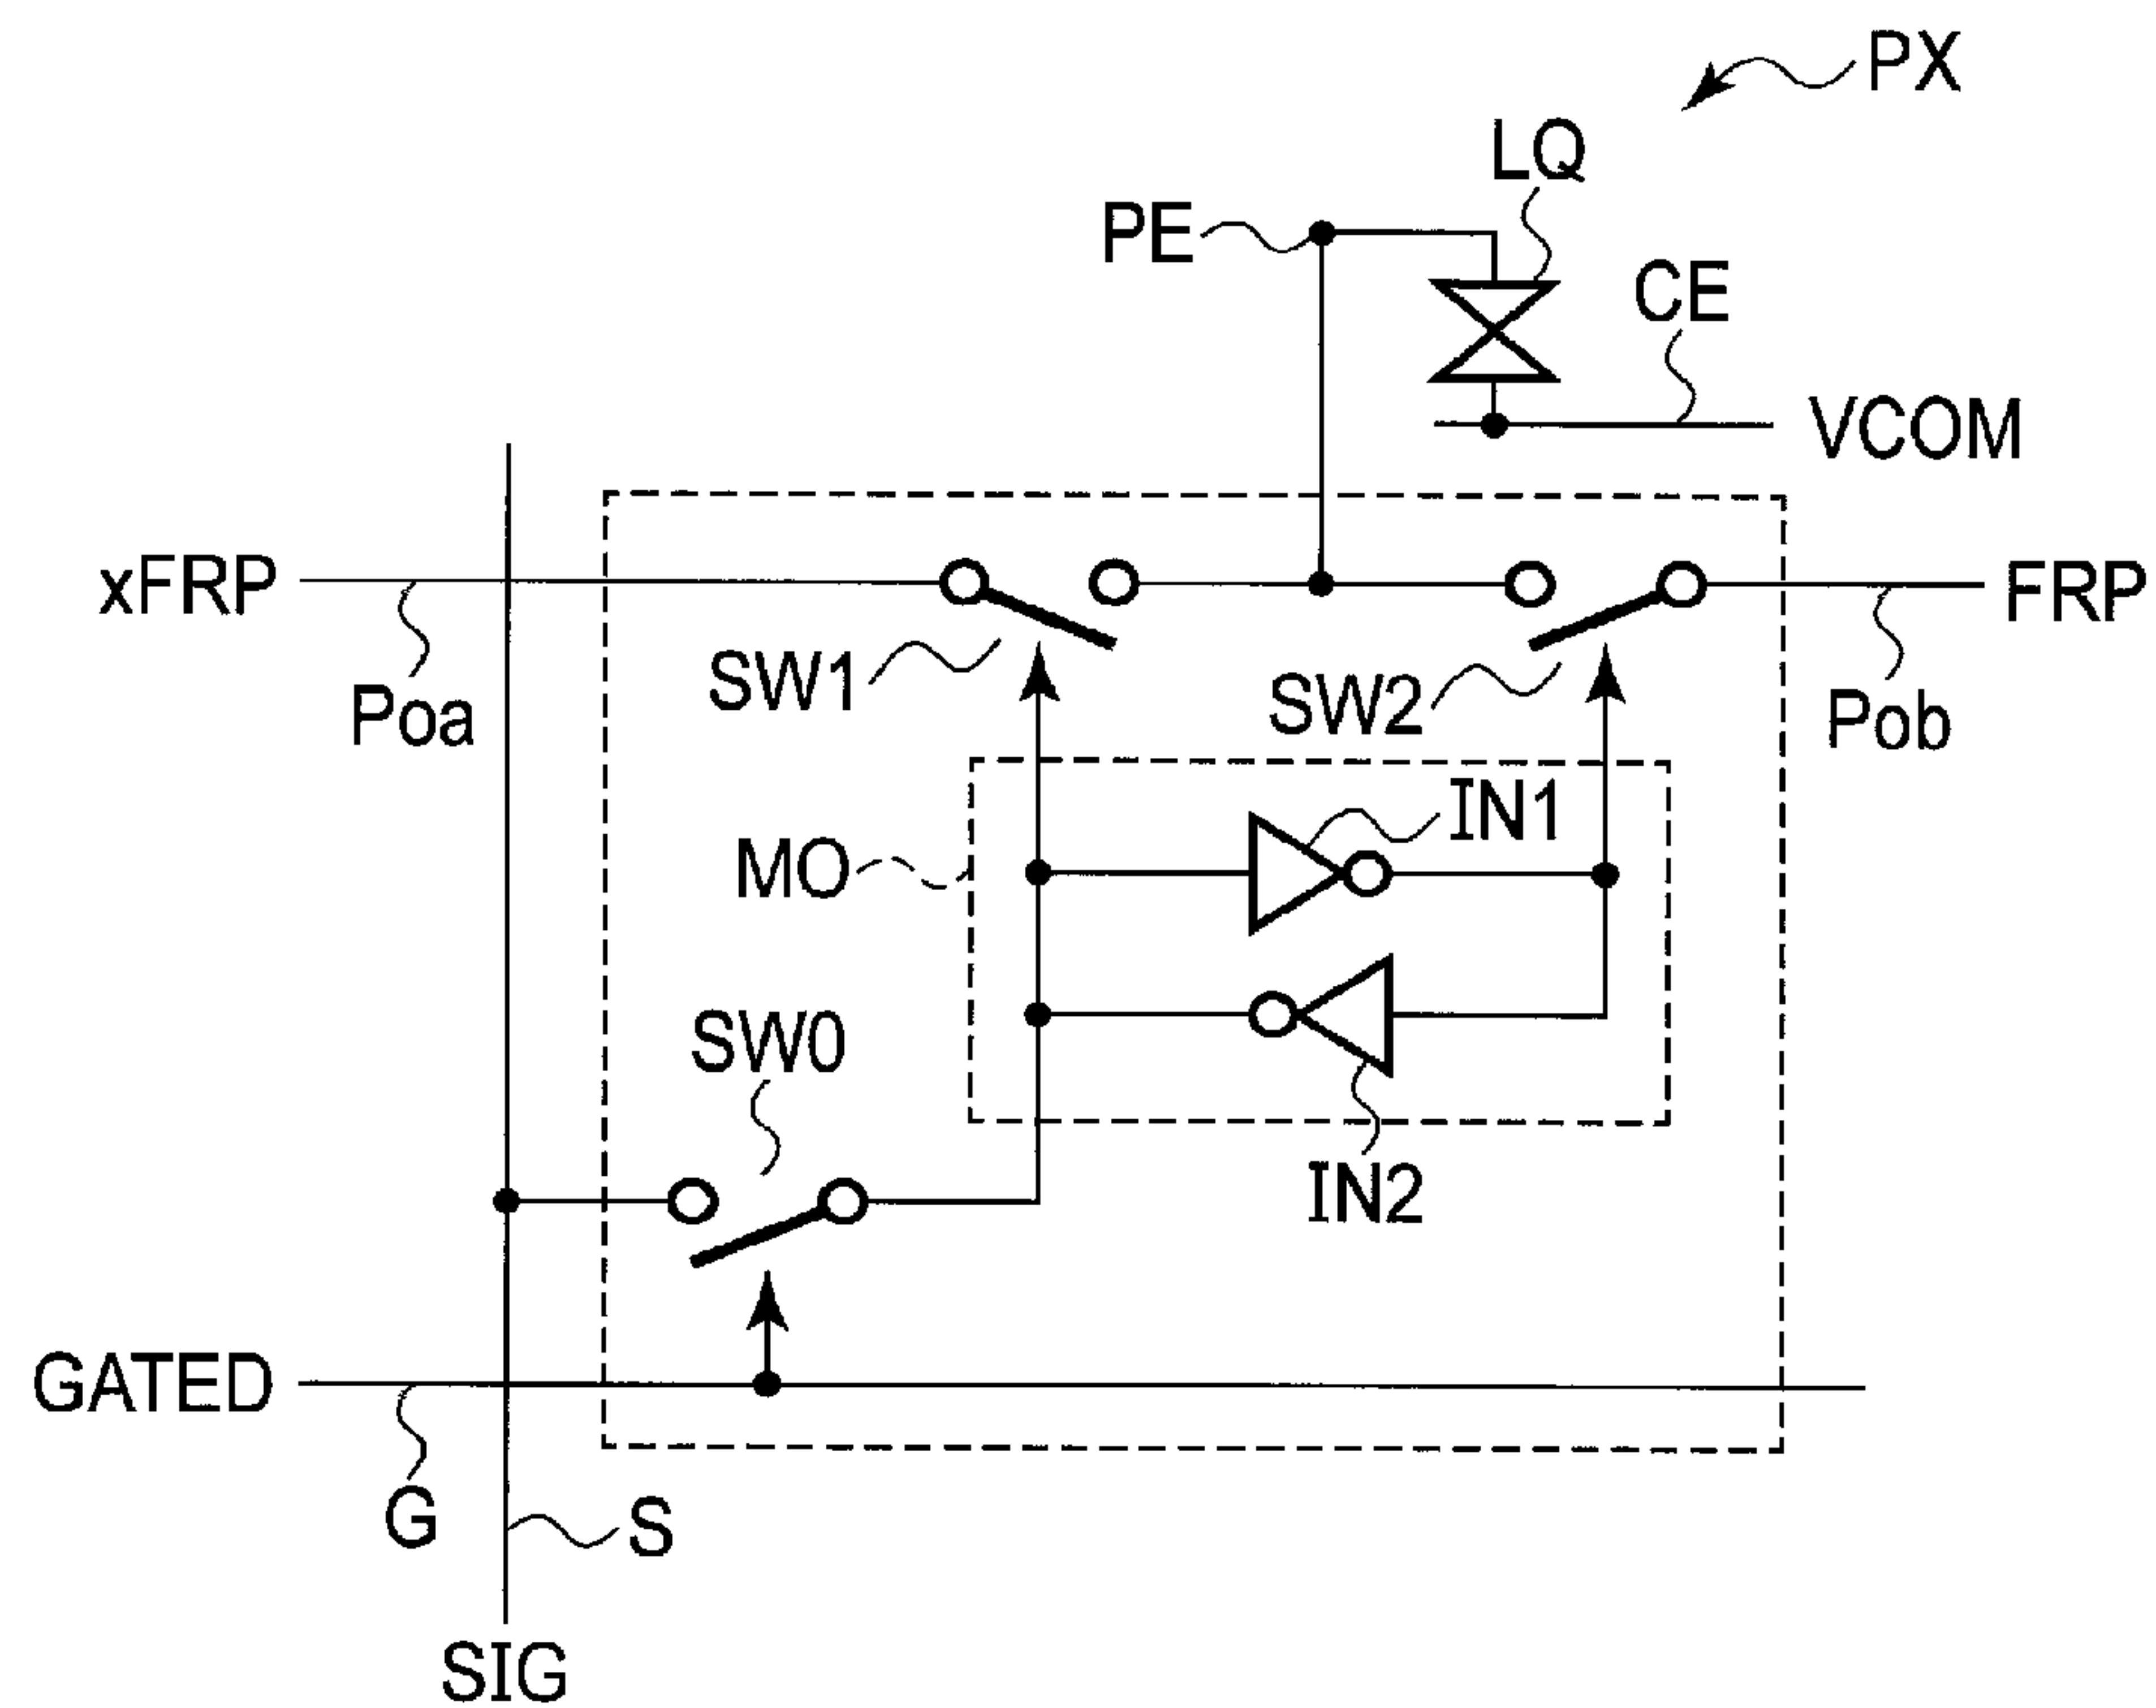 PX
LQ
PE
CE
VCOM
xFRP
FRP
SW1
SW2
Poa
Pob
IN1
MO
SW0
IN2
GATED
G
S
SIG